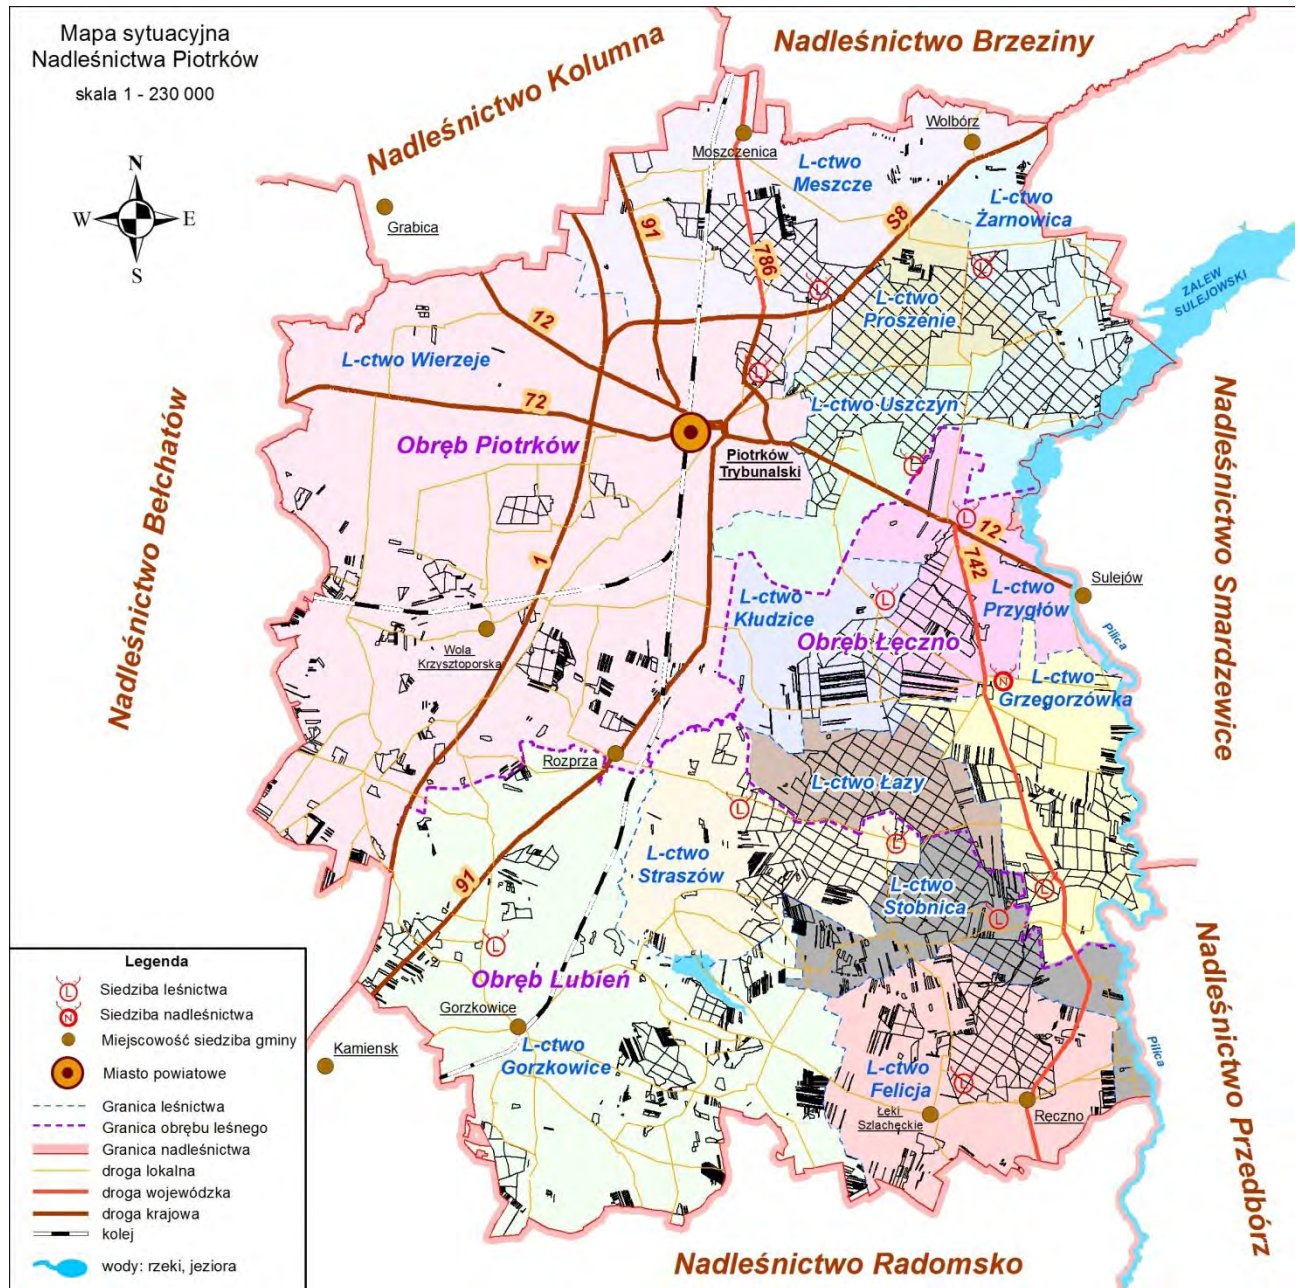 Mapa sytuacyjna
Nadleśnictwa Piotrków
skala 1 - 230 000
Nadleśnictwo Kolumna
Nadleśnictwo Brzeziny
N
W
E
S
Grabica
Moszczenica
Wolbórz
L-ctwo
Meszcze
L-ctwo
Żarnowica
91
786
S8
ZALEW
SULEJOWSKI
L-ctwo
Proszenie
12
L-ctwo Wierzeje
72
L-ctwo Uszczyn
Obręb Piotrków
Piotrków
Trybunalski
Nadleśnictwo Bełchatów
Nadleśnictwo Smardzewice
1
12
742
Sulejów
L-ctwo
Kłudzice
L-ctwo
Przygłów
Pilica
Obręb Łęczno
Wola
Krzysztoporska
L-ctwo
Grzegorzówka
Rozprza
L-ctwo Łazy
L-ctwo
Straszów
L-ctwo
Stobnica
91
Obręb Lubień
Gorzkowice
L-ctwo
Gorzkowice
Kamiensk
L-ctwo
Felicja
Łęki
Szlacheckie
Ręczno
Pilica
Nadleśnictwo Przedbórz
Nadleśnictwo Radomsko
Legenda
L Siedziba leśnictwa
N Siedziba nadleśnictwa
Miejscowość siedziba gminy
Miasto powiatowe
Granica leśnictwa
Granica obrębu leśnego
Granica nadleśnictwa
droga lokalna
droga wojewódzka
droga krajowa
kolej
wody: rzeki, jeziora